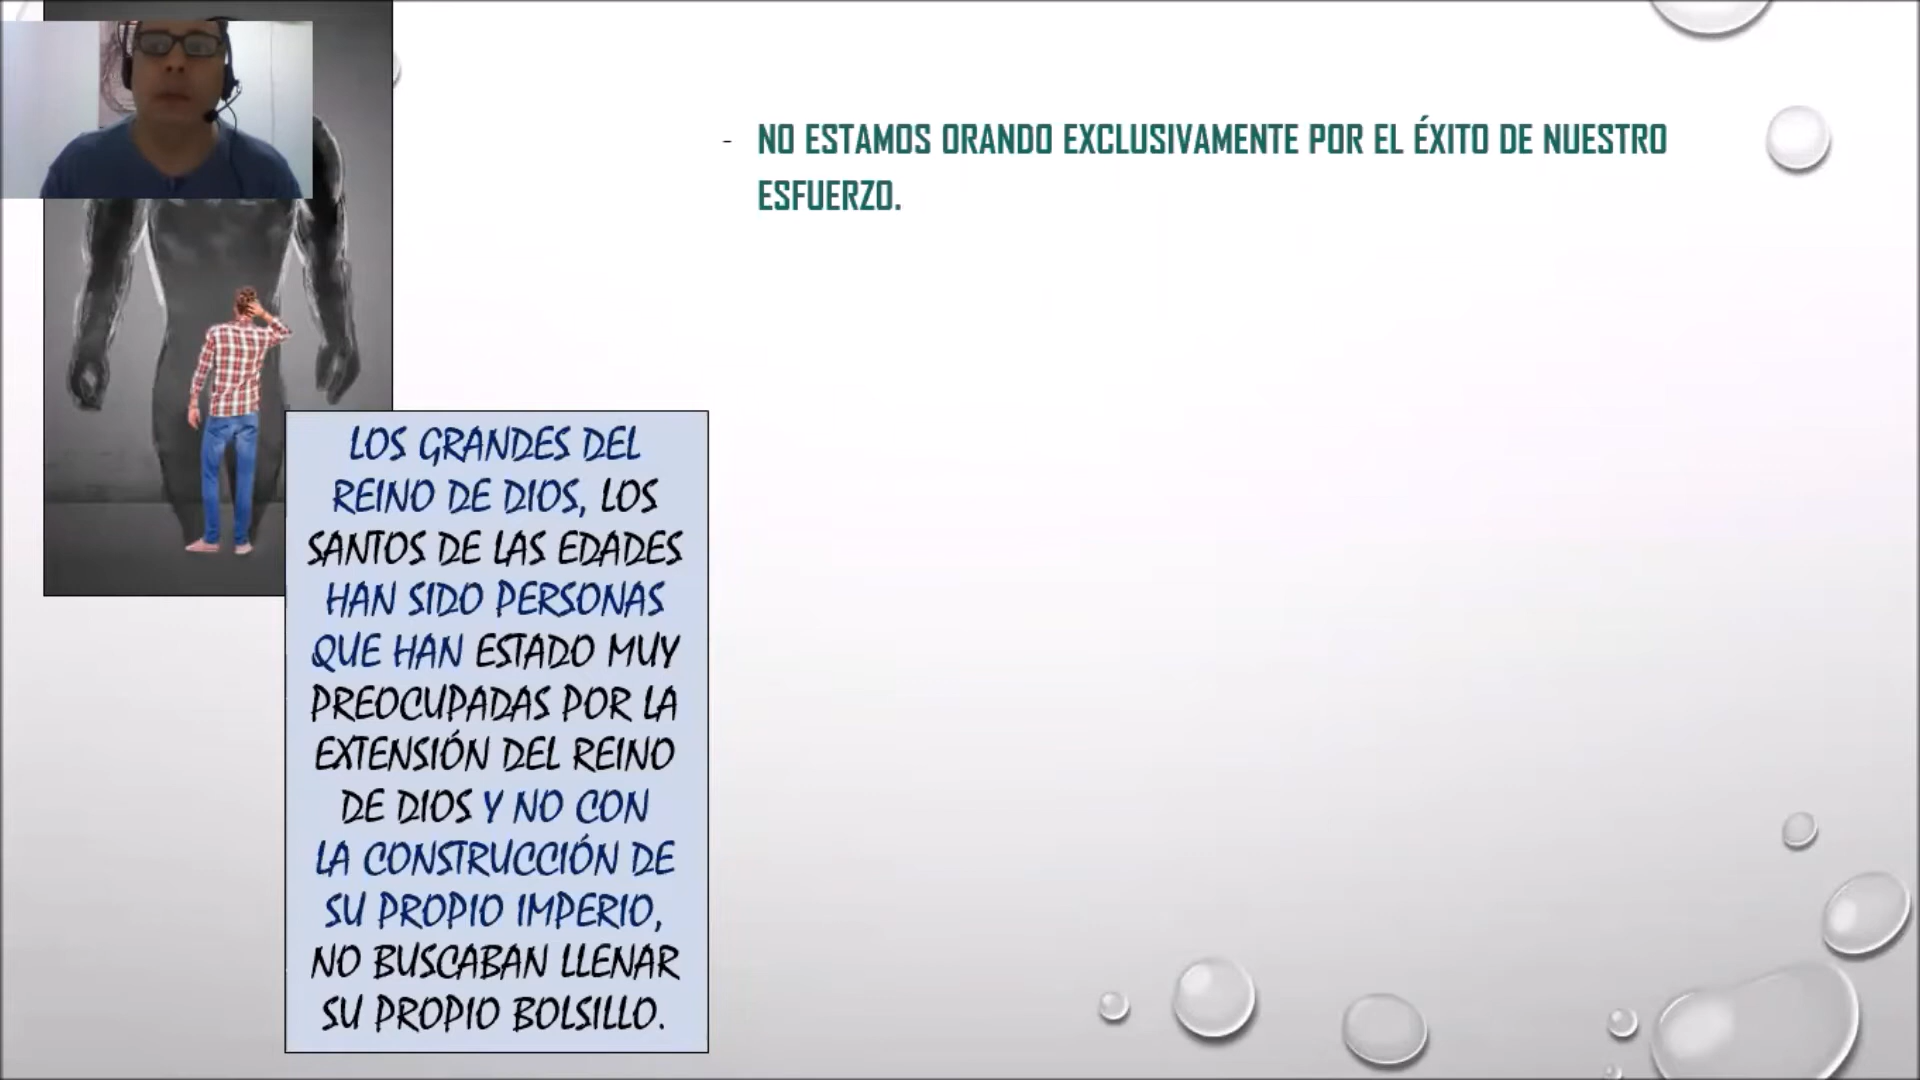 - NO ESTAMOS ORANDO EXCLUSIVAMENTE POR EL ÉXITO DE NUESTRO
ESFUERZO.
LOS GRANDES DEL
REINO DE DIOS, LOS
SANTOS DE LAS EDADES
HAN SIDO PERSONAS
QUE HAN ESTADO MUY
PREOCUPADAS POR LA
EXTENSIÓN DEL REINO
DE DIOS Y NO CON
LA CONSTRUCCIÓN DE
SU PROPIO IMPERIO,
NO BUSCABAN LLENAR
SU PROPIO BOLSILLO.